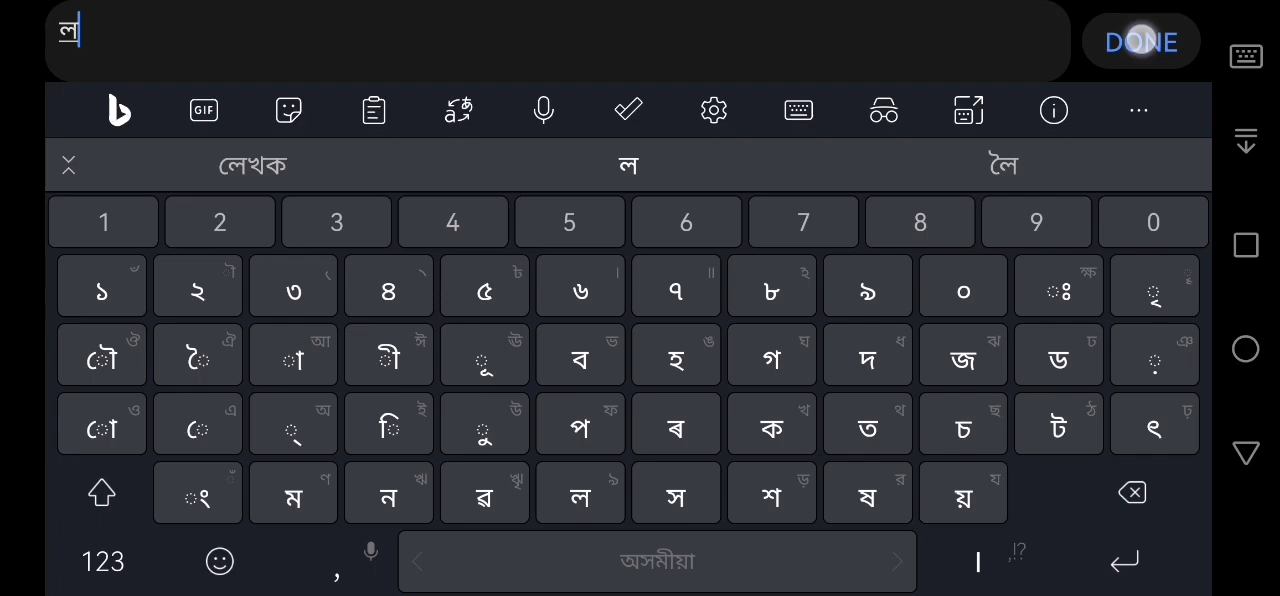 ল
DONE
GIF
লেখক ল লৈ
1 2 3 4 5 6 7 8 9 0
১ ২ ৩ ৪ ৫ ৬ ৭ ৮ ৯ ০ ঃ ৃ
ৌ ৈ া ী ূ ব হ গ দ জ ড ়
ো ে ্ ি ু প ৰ ক ত চ ট ৎ
ং ম ন ৱ ল স শ ষ য়
123 , অসমীয়া । ,!?